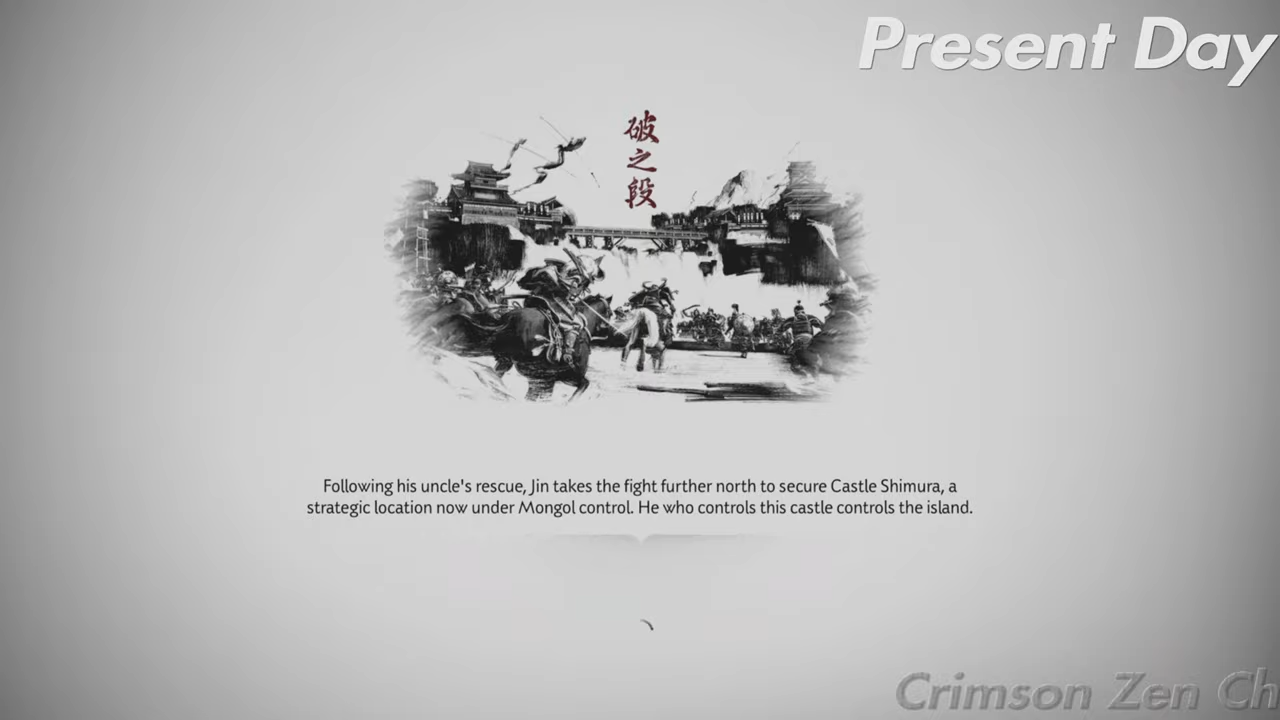 Present Day
破之段
Following his uncle's rescue, Jin takes the fight further north to secure Castle Shimura, a
strategic location now under Mongol control. He who controls this castle controls the island.
Crimson Zen Ch